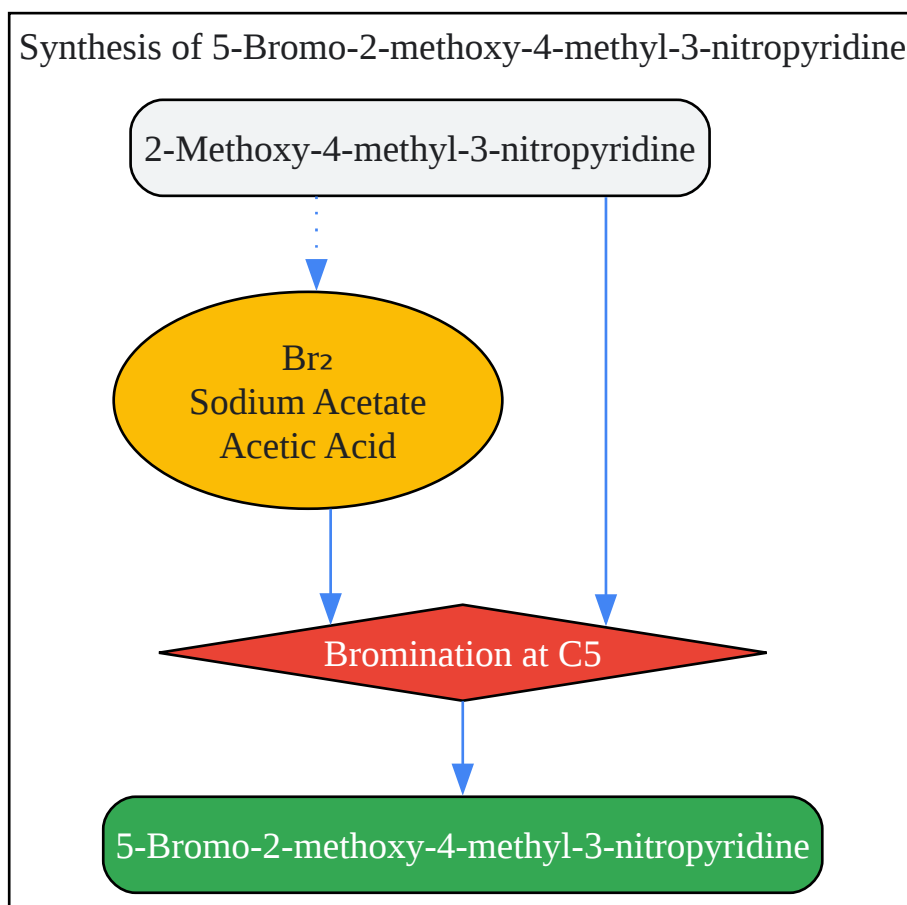 Synthesis of 5-Bromo-2-methoxy-4-methyl-3-nitropyridine
2-Methoxy-4-methyl-3-nitropyridine
Br₂
Sodium Acetate
Acetic Acid
Bromination at C5
5-Bromo-2-methoxy-4-methyl-3-nitropyridine